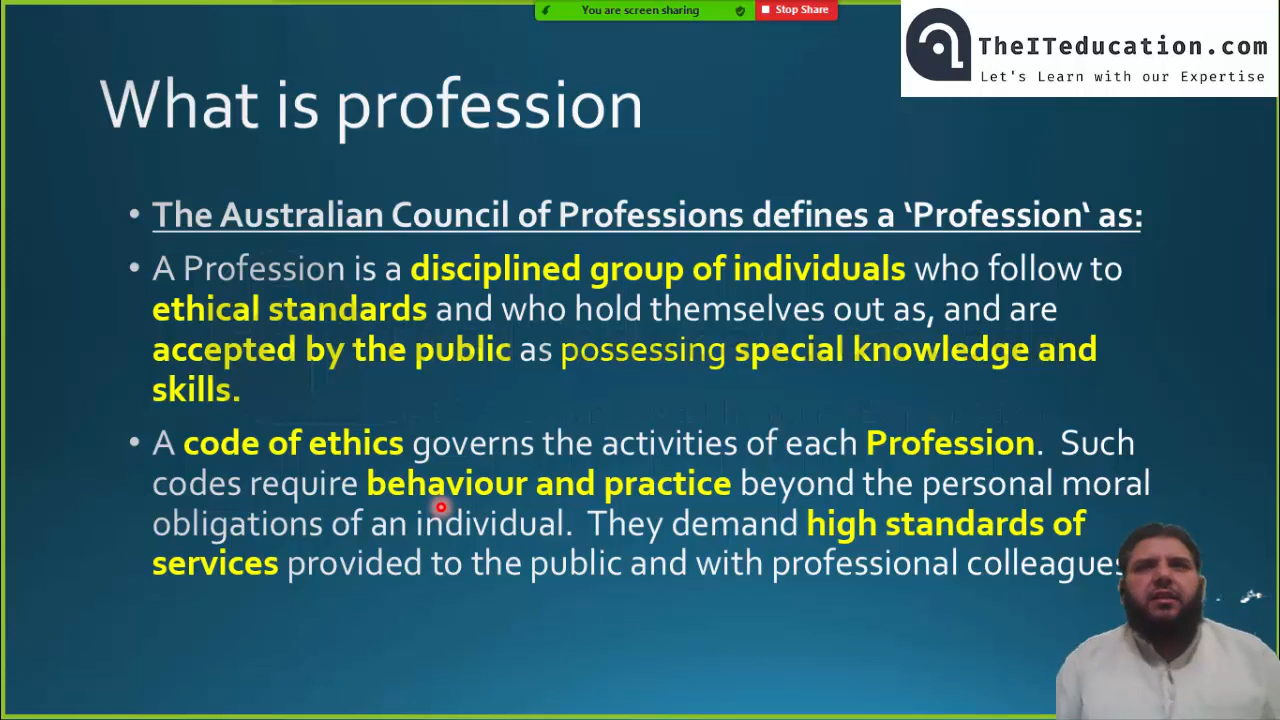 You are screen sharing
Stop Share
TheITeducation.com
Let's Learn with our Expertise
What is profession
• The Australian Council of Professions defines a ‘Profession‘ as:
• A Profession is a disciplined group of individuals who follow to
ethical standards and who hold themselves out as, and are
accepted by the public as possessing special knowledge and
skills.
• A code of ethics governs the activities of each Profession. Such
codes require behaviour and practice beyond the personal moral
obligations of an individual. They demand high standards of
services provided to the public and with professional colleagues